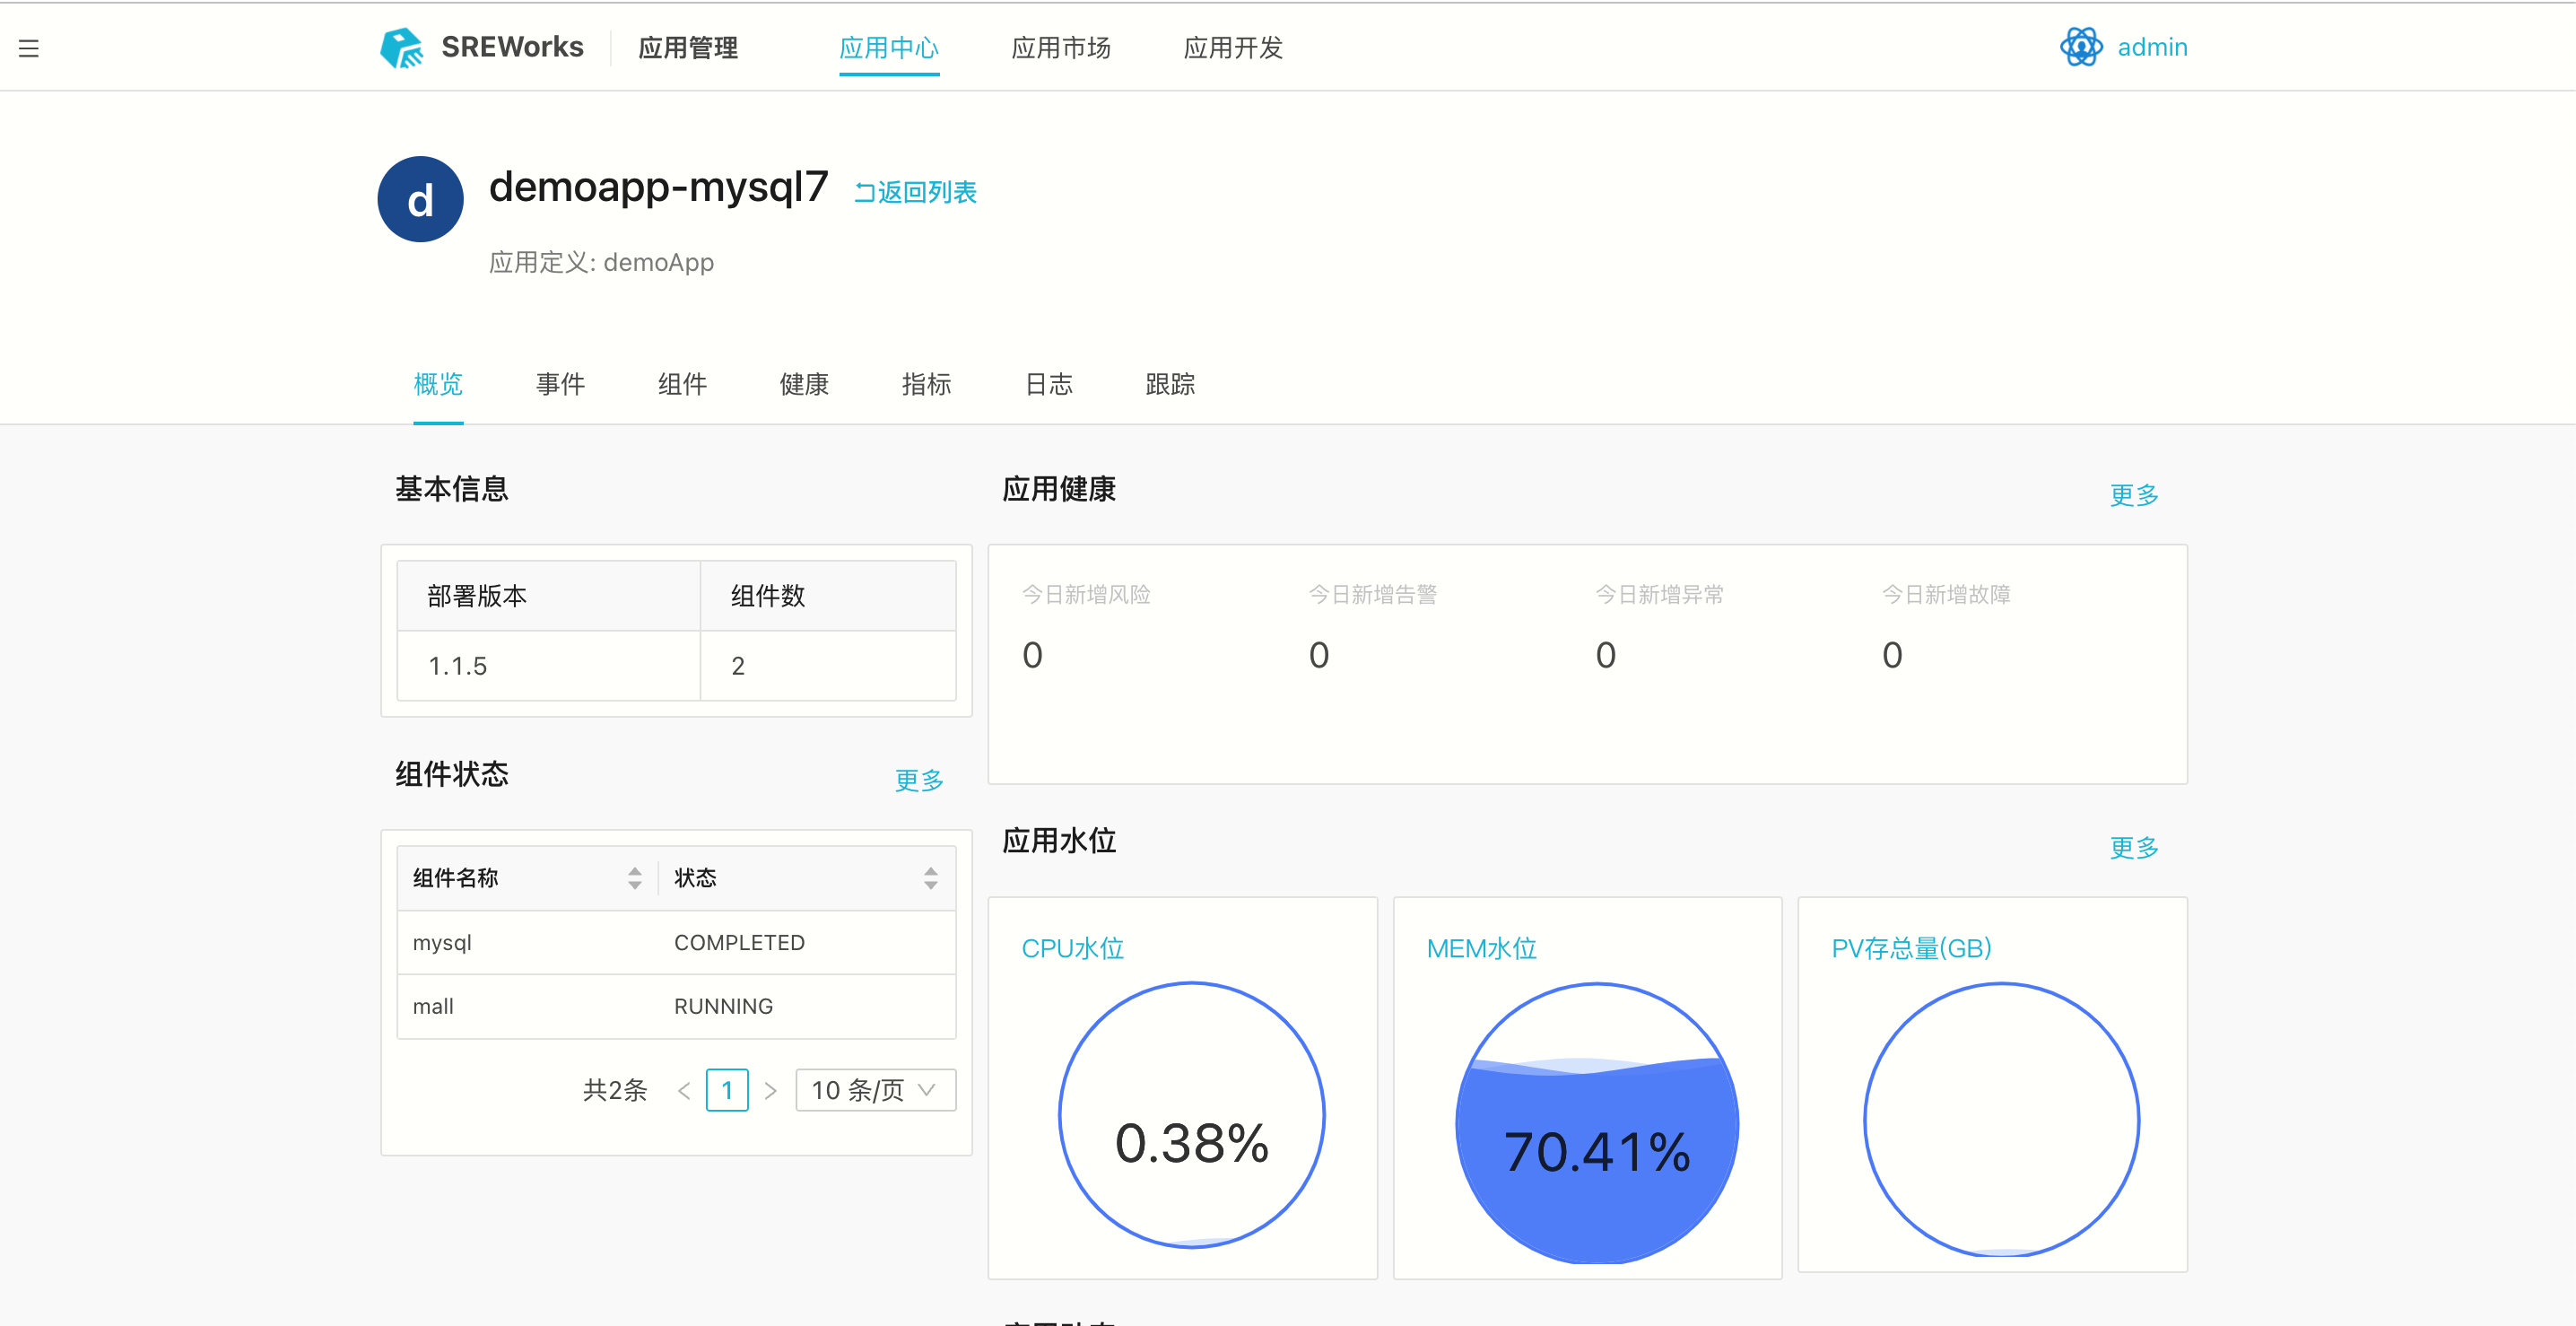 SREWorks 应用管理 应用中心 应用市场 应用开发 admin
d
demoapp-mysql7 返回列表
应用定义: demoApp
概览 事件 组件 健康 指标 日志 跟踪
基本信息
部署版本 组件数
1.1.5 2
组件状态 更多
组件名称 状态
mysql COMPLETED
mall RUNNING
共2条 < 1 > 10 条/页
应用健康 更多
今日新增风险 今日新增告警 今日新增异常 今日新增故障
0 0 0 0
应用水位 更多
CPU水位 MEM水位 PV存总量(GB)
0.38% 70.41%